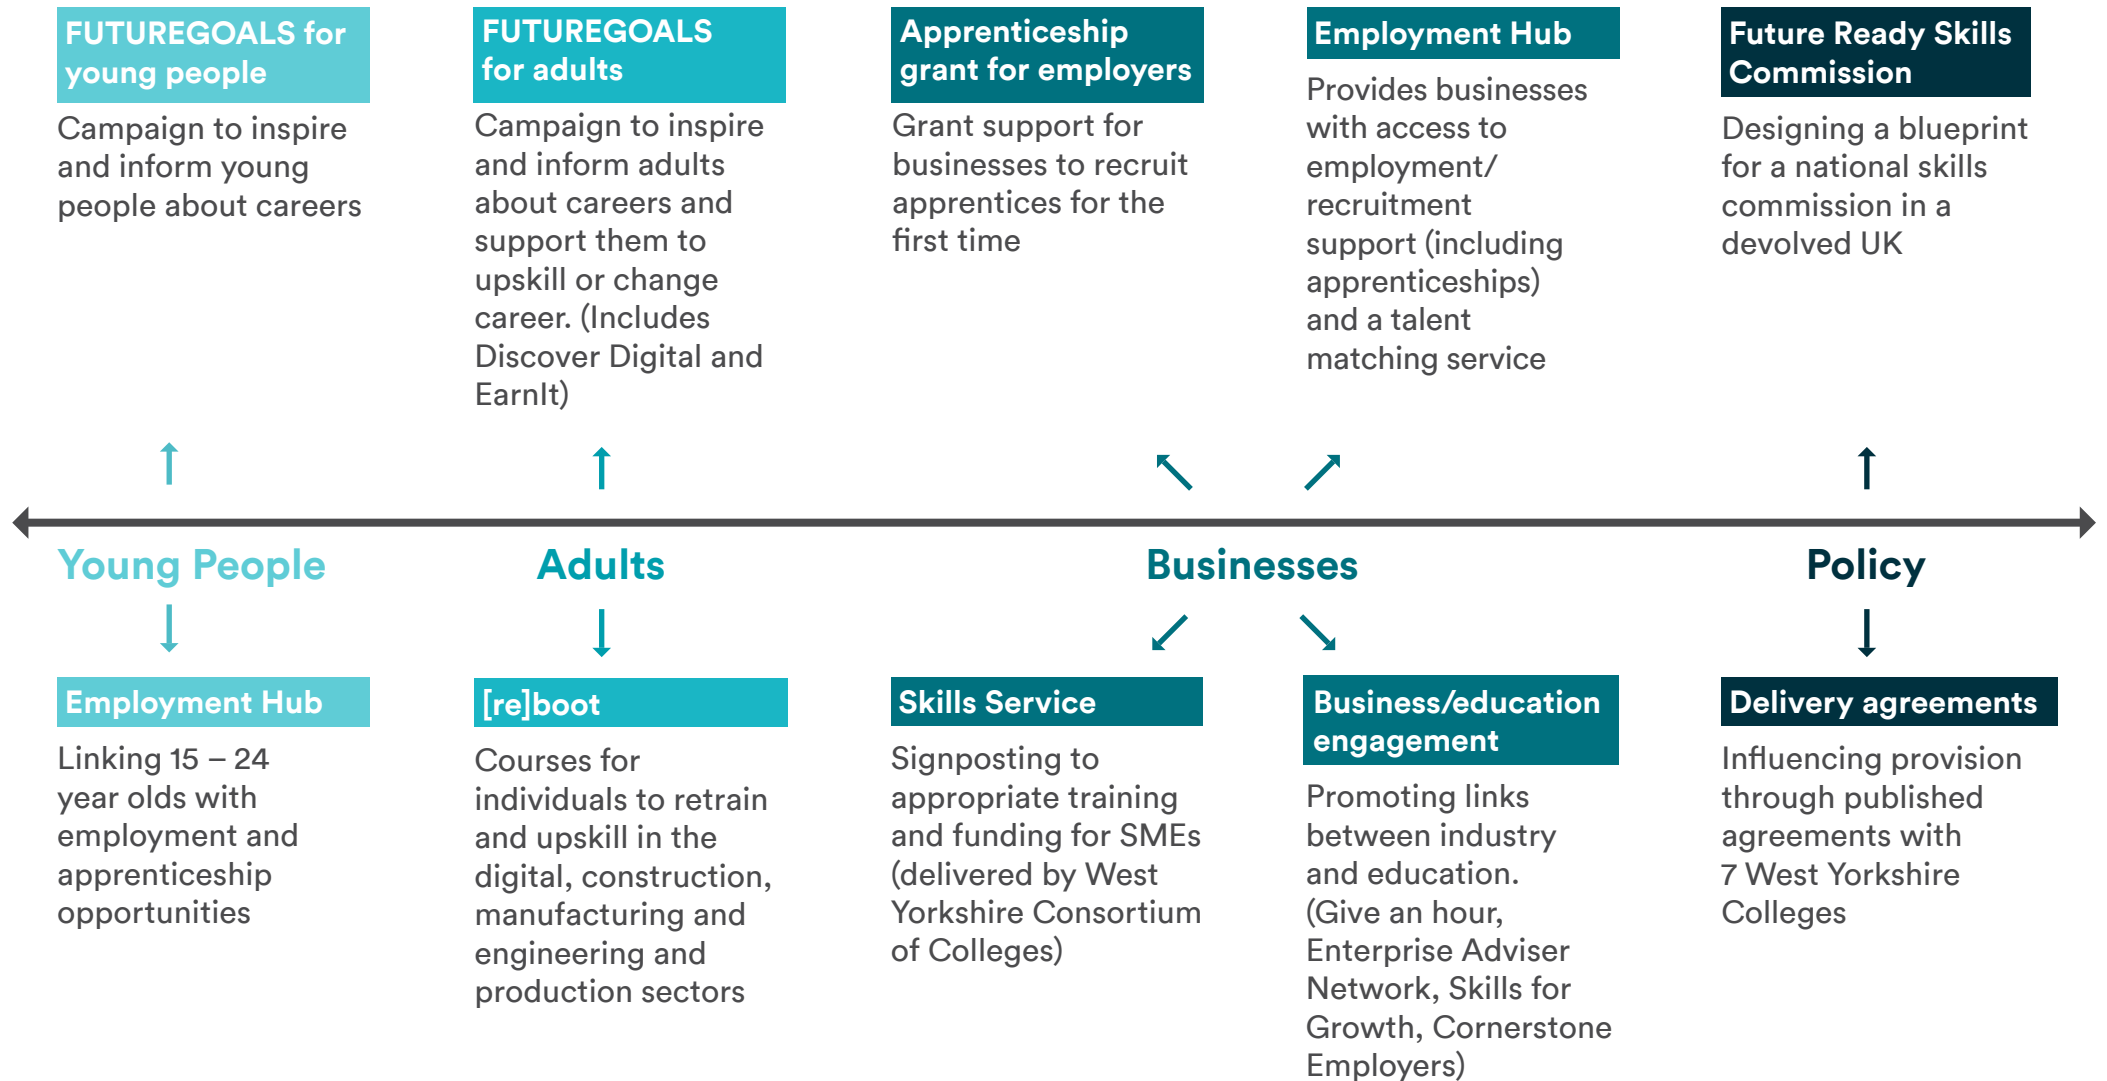 FUTUREGOALS for
young people
Campaign to inspire
and inform young
people about careers
FUTUREGOALS
for adults
Campaign to inspire
and inform adults
about careers and
support them to
upskill or change
career. (Includes
Discover Digital and
EarnIt)
Apprenticeship
grant for employers
Grant support for
businesses to recruit
apprentices for the
first time
Employment Hub
Provides businesses
with access to
employment/
recruitment
support (including
apprenticeships)
and a talent
matching service
Future Ready Skills
Commission
Designing a blueprint
for a national skills
commission in a
devolved UK
Young People
Adults
Businesses
Policy
Employment Hub
Linking 15 – 24
year olds with
employment and
apprenticeship
opportunities
[re]boot
Courses for
individuals to retrain
and upskill in the
digital, construction,
manufacturing and
engineering and
production sectors
Skills Service
Signposting to
appropriate training
and funding for SMEs
(delivered by West
Yorkshire Consortium
of Colleges)
Business/education
engagement
Promoting links
between industry
and education.
(Give an hour,
Enterprise Adviser
Network, Skills for
Growth, Cornerstone
Employers)
Delivery agreements
Influencing provision
through published
agreements with
7 West Yorkshire
Colleges